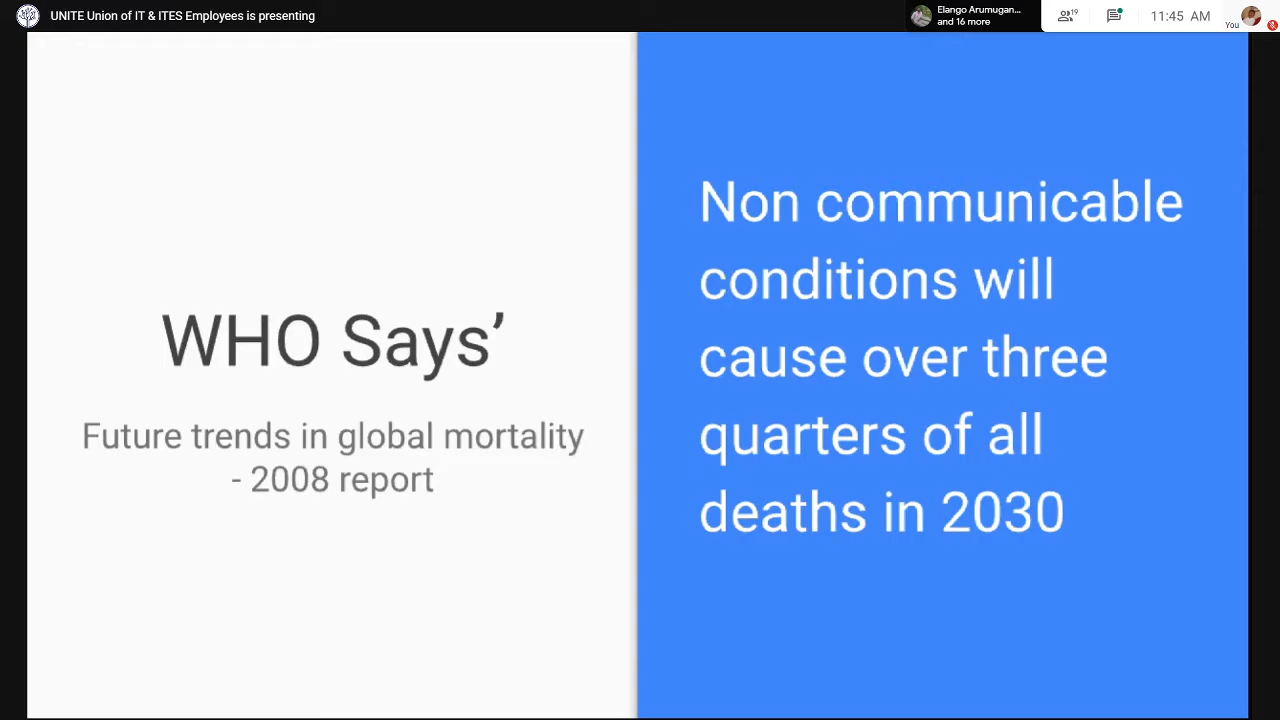 UNITE Union of IT & ITES Employees is presenting
Elango Arumugan...
and 16 more
19
11:45 AM
You
WHO Says’
Future trends in global mortality
- 2008 report
Non communicable
conditions will
cause over three
quarters of all
deaths in 2030